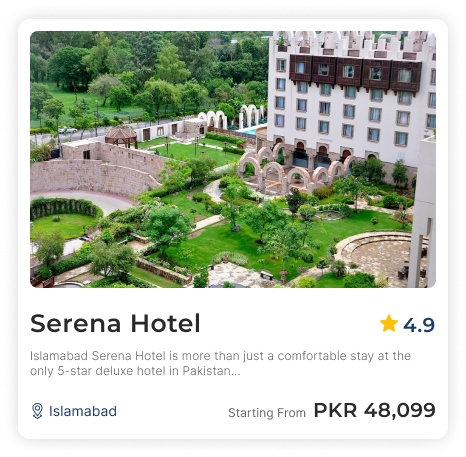 Serena Hotel
4.9
Islamabad Serena Hotel is more than just a comfortable stay at the
only 5-star deluxe hotel in Pakistan...
Islamabad
Starting From PKR 48,099